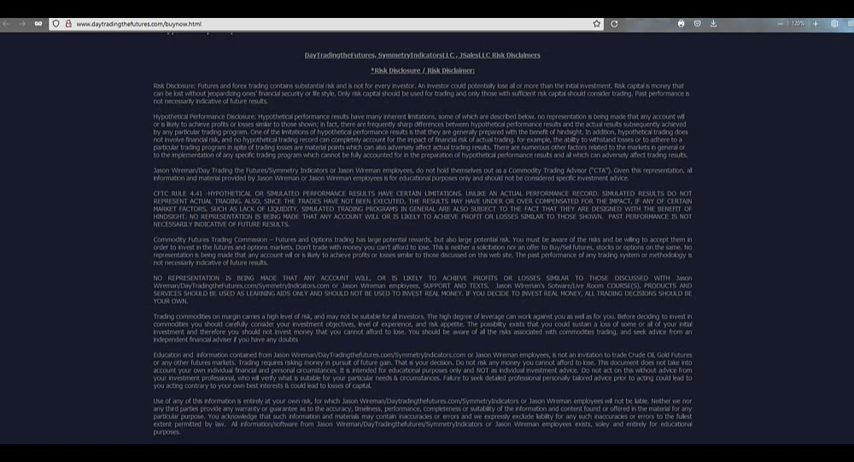 www.daytradingthefutures.com/buynow.html
120%
DayTradingtheFutures, SymmetryIndicatorsLLC, JSalesLLC Risk Disclaimers
*Risk Disclosure / Risk Disclaimer:
Risk Disclosure: Futures and forex trading contains substantial risk and is not for every investor. An investor could potentially lose all or more than the initial investment. Risk capital is money that
can be lost without jeopardizing ones' financial security or life style. Only risk capital should be used for trading and only those with sufficient risk capital should consider trading. Past performance is
not necessarily indicative of future results.
Hypothetical Performance Disclosure: Hypothetical performance results have many inherent limitations, some of which are described below. no representation is being made that any account will
or is likely to achieve profits or losses similar to those shown; in fact, there are frequently sharp differences between hypothetical performance results and the actual results subsequently achieved
by any particular trading program. One of the limitations of hypothetical performance results is that they are generally prepared with the benefit of hindsight. In addition, hypothetical trading does
not involve financial risk, and no hypothetical trading record can completely account for the impact of financial risk of actual trading. for example, the ability to withstand losses or to adhere to a
particular trading program in spite of trading losses are material points which can also adversely affect actual trading results. There are numerous other factors related to the markets in general or
to the implementation of any specific trading program which cannot be fully accounted for in the preparation of hypothetical performance results and all which can adversely affect trading results.
Jason Wireman/Day Trading the Futures/Symmetry Indicators or Jason Wireman employees, do not hold themselves out as a Commodity Trading Advisor ("CTA"). Given this representation, all
information and material provided by Jason Wireman or Jason Wireman employees is for educational purposes only and should not be considered specific investment advice.
CFTC RULE 4.41 -HYPOTHETICAL OR SIMULATED PERFORMANCE RESULTS HAVE CERTAIN LIMITATIONS. UNLIKE AN ACTUAL PERFORMANCE RECORD, SIMULATED RESULTS DO NOT
REPRESENT ACTUAL TRADING. ALSO, SINCE THE TRADES HAVE NOT BEEN EXECUTED, THE RESULTS MAY HAVE UNDER OR OVER COMPENSATED FOR THE IMPACT, IF ANY OF CERTAIN
MARKET FACTORS, SUCH AS LACK OF LIQUIDITY. SIMULATED TRADING PROGRAMS IN GENERAL ARE ALSO SUBJECT TO THE FACT THAT THEY ARE DESIGNED WITH THE BENEFIT OF
HINDSIGHT. NO REPRESENTATION IS BEING MADE THAT ANY ACCOUNT WILL OR IS LIKELY TO ACHIEVE PROFIT OR LOSSES SIMILAR TO THOSE SHOWN. PAST PERFORMANCE IS NOT
NECESSARILY INDICATIVE OF FUTURE RESULTS.
Commodity Futures Trading Commission – Futures and Options trading has large potential rewards, but also large potential risk. You must be aware of the risks and be willing to accept them in
order to invest in the futures and options markets. Don't trade with money you can't afford to lose. This is neither a solicitation nor an offer to Buy/Sell futures, stocks or options on the same. No
representation is being made that any account will or is likely to achieve profits or losses similar to those discussed on this web site. The past performance of any trading system or methodology is
not necessarily indicative of future results.
NO REPRESENTATION IS BEING MADE THAT ANY ACCOUNT WILL, OR IS LIKELY TO ACHIEVE PROFITS OR LOSSES SIMILAR TO THOSE DISCUSSED WITH Jason
Wireman/DayTradingthefutures.com/SymmetryIndicators.com or Jason Wireman employees, SUPPORT AND TEXTS. Jason Wireman's Sotware/Live Room COURSE(S), PRODUCTS AND
SERVICES SHOULD BE USED AS LEARNING AIDS ONLY AND SHOULD NOT BE USED TO INVEST REAL MONEY. IF YOU DECIDE TO INVEST REAL MONEY, ALL TRADING DECISIONS SHOULD BE
YOUR OWN.
Trading commodities on margin carries a high level of risk, and may not be suitable for all investors. The high degree of leverage can work against you as well as for you. Before deciding to invest in
commodities you should carefully consider your investment objectives, level of experience, and risk appetite. The possibility exists that you could sustain a loss of some or all of your initial
investment and therefore you should not invest money that you cannot afford to lose. You should be aware of all the risks associated with commodities trading, and seek advice from an
independent financial adviser if you have any doubts
Education and information contained from Jason Wireman/DayTradingthefutures.com/SymmetryIndicators.com or Jason Wireman employees, is not an invitation to trade Crude Oil, Gold Futures
or any other futures markets. Trading requires risking money in pursuit of future gain. That is your decision. Do not risk any money you cannot afford to lose. This document does not take into
account your own individual financial and personal circumstances. It is intended for educational purposes only and NOT as individual investment advice. Do not act on this without advice from
your investment professional, who will verify what is suitable for your particular needs & circumstances. Failure to seek detailed professional personally tailored advice prior to acting could lead to
you acting contrary to your own best interests & could lead to losses of capital.
Use of any of this information is entirely at your own risk, for which Jason Wireman/Daytradingthefutures.com/SymmetryIndicators or Jason Wireman employees will not be liable. Neither we nor
any third parties provide any warranty or guarantee as to the accuracy, timeliness, performance, completeness or suitability of the information and content found or offered in the material for any
particular purpose. You acknowledge that such information and materials may contain inaccuracies or errors and we expressly exclude liability for any such inaccuracies or errors to the fullest
extent permitted by law. All information/software from Jason Wireman/DayTradingthefutures/Symmetry Indicators or Jason Wireman employees exists, soley and entirely for educational
purposes.